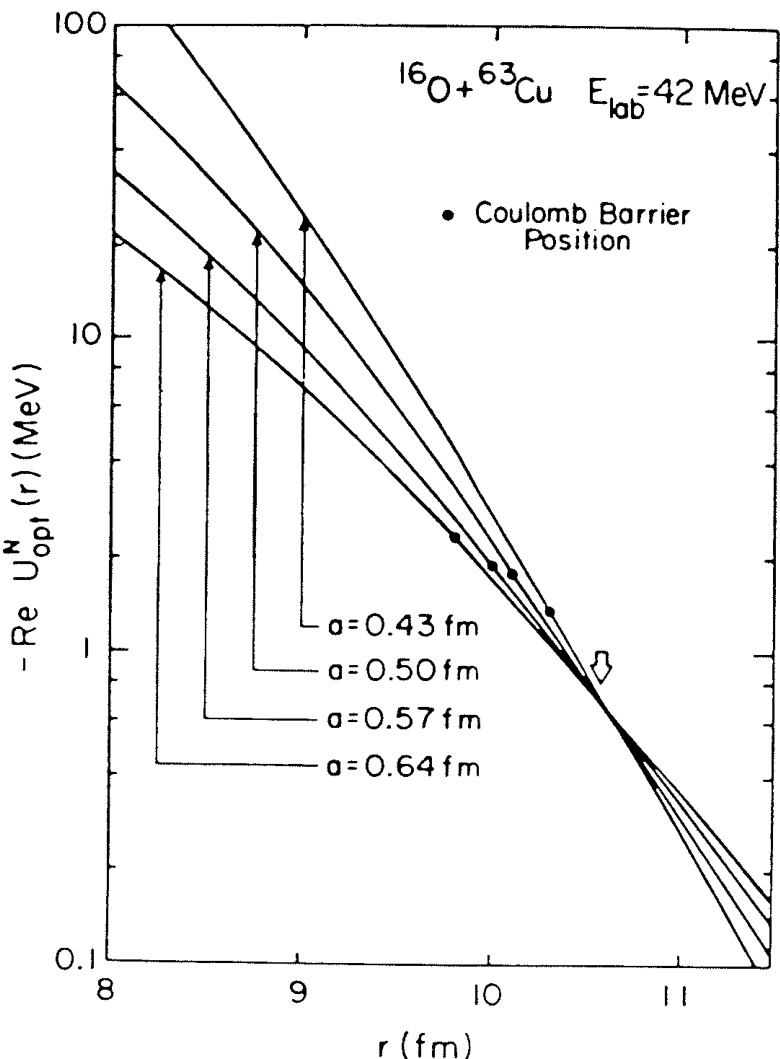 100
10
1
0.1
- Re U^N_opt (r) (MeV)
¹⁶O + ⁶³Cu E_lab = 42 MeV
• Coulomb Barrier
Position
a = 0.43 fm
a = 0.50 fm
a = 0.57 fm
a = 0.64 fm
8
9
10
11
r (fm)